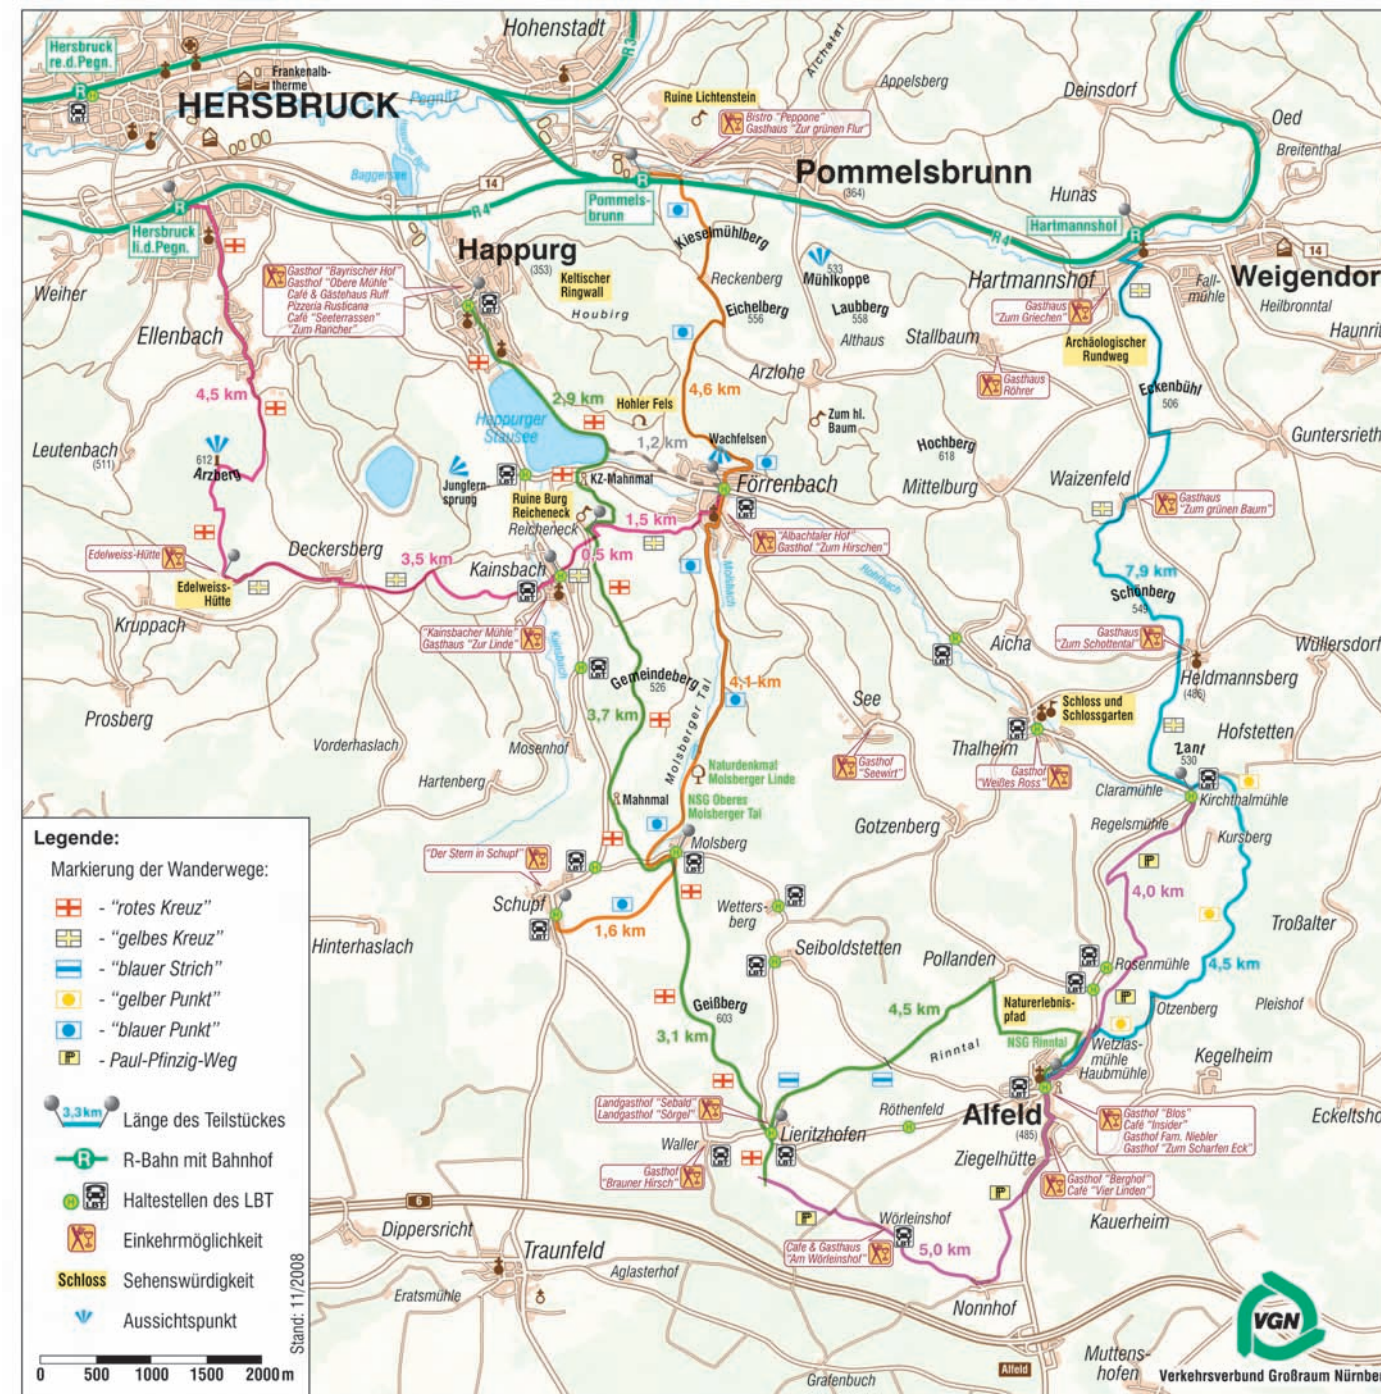 Hersbruck
re.d.Pegn.
R
H
LBT
Frankenalb-
therme
HERSBRUCK
Pegnitz
Hohenstadt
R3
Baggersee
14
R4
Hersbruck
li.d.Pegn.
R
Ruine Lichtenstein
Bistro "Peppone"
Gasthaus "Zur grünen Flur"
Appelsberg
Deinsdorf
Oed
Breitenthal
Pommelsbrunn
(364)
Pommels-
brunn
R
Hunas
Hartmannshof
R
R4
14
Hartmannshof
Fall-
mühle
Weigendor
Heilbronntal
Haunrit
Happurg
(353)
Gasthof "Bayrischer Hof"
Gasthof "Obere Mühle"
Café & Gästehaus Ruff
Pizzeria Rusticana
Café "Seeterrassen"
"Zum Rancher"
Keltischer
Ringwall
Houbirg
Kieselmühlberg
Reckenberg
Eichelberg
556
533
Mühlkoppe
Laubberg
558
Althaus
Stallbaum
Gasthaus
"Zum Griechen"
Archäologischer
Rundweg
Gasthaus
Röhrer
Weiher
Ellenbach
4,5 km
Leutenbach
(511)
612
Arzberg
Happurger
Stausee
2,9 km
Hohler Fels
1,2 km
4,6 km
Arzlohe
Wachfelsen
Zum hl.
Baum
Hochberg
618
Mittelburg
Eckenbühl
506
Guntersrieth
Waizenfeld
Gasthaus
"Zum grünen Baum"
Jungfern-
sprung
KZ-Mahnmal
Ruine Burg
Reicheneck
Reicheneck
1,5 km
Förrenbach
"Albachtaler Hof"
Gasthof "Zum Hirschen"
Edelweiss-Hütte
Edelweiss-
Hütte
Deckersberg
3,5 km
Kainsbach
0,5 km
Kruppach
"Kainsbacher Mühle"
Gasthaus "Zur Linde"
Kainsbach
Molsbach
Rohrbach
7,9 km
Schönberg
549
Aicha
Gasthaus
"Zum Schottental"
Heldmannsberg
(486)
Wüllersdorf
Prosberg
Vorderhaslach
Mosenhof
Hartenberg
Gemeindeberg
526
3,7 km
4,1 km
Molsberger Tal
See
Gasthof
"Seewirt"
Schloss und
Schlossgarten
Thalheim
Gasthof
"Weißes Ross"
Hofstetten
Zant
530
Claramühle
Kirchthalmühle
Regelsmühle
Kursberg
Naturdenkmal
Molsberger Linde
NSG Oberes
Molsberger Tal
Mahnmal
Molsberg
Gotzenberg
"Der Stern in Schupf"
Schupf
1,6 km
Hinterhaslach
Wetters-
berg
Seiboldstetten
Pollanden
4,0 km
Troßalter
Rosenmühle
4,5 km
Geißberg
603
3,1 km
4,5 km
Naturerlebnis-
pfad
NSG Rinntal
Rinntal
Otzenberg
Pleishof
Wetzlas-
mühle
Haubmühle
Kegelheim
Landgasthof "Sebald"
Landgasthof "Sörgel"
Lieritzhofen
Röthenfeld
Alfeld
(485)
Gasthof "Blos"
Café "Insider"
Gasthof Fam. Niebler
Gasthof "Zum Scharfen Eck"
Eckeltsho
Waller
Gasthof
"Brauner Hirsch"
Ziegelhütte
Gasthof "Berghof"
Café "Vier Linden"
Kauerheim
6
Dippersricht
Traunfeld
Wörleinshof
Cafe & Gasthaus
"Am Wörleinshof"
5,0 km
Aglasterhof
Eratsmühle
Nonnhof
Alfeld
Grafenbuch
Muttens-
hofen
Legende:
Markierung der Wanderwege:
- "rotes Kreuz"
- "gelbes Kreuz"
- "blauer Strich"
- "gelber Punkt"
- "blauer Punkt"
- Paul-Pfinzig-Weg
3,3 km
Länge des Teilstückes
R
R-Bahn mit Bahnhof
H
LBT
Haltestellen des LBT
Einkehrmöglichkeit
Schloss
Sehenswürdigkeit
Aussichtspunkt
0 500 1000 1500 2000 m
Stand: 11/2008
VGN
Verkehrsverbund Großraum Nürnber